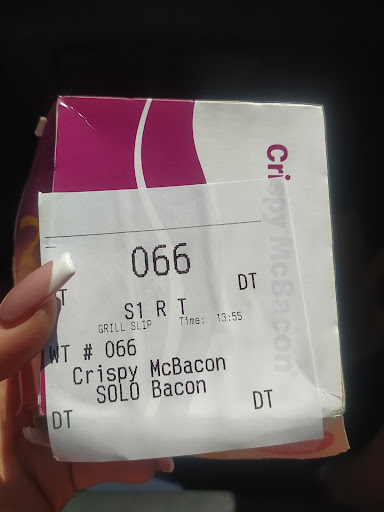 Crispy McBacon
066
DT
T
S1 R T
GRILL SLIP Time: 13:55
WT # 066
Crispy McBacon
SOLO Bacon
DT
DT